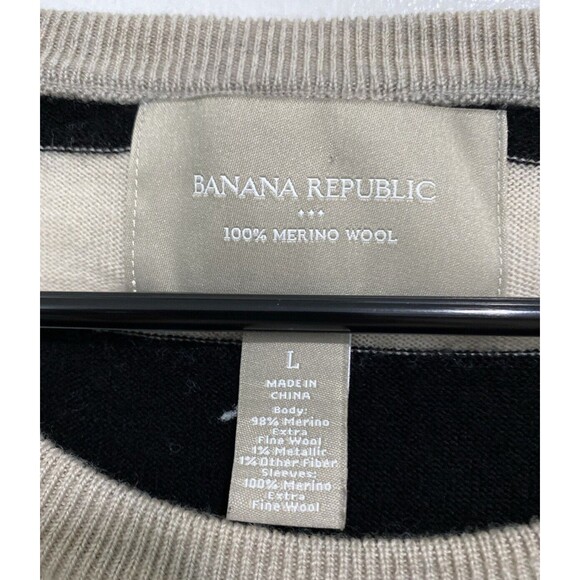 BANANA REPUBLIC
100% MERINO WOOL
L
MADE IN
CHINA
Body:
98% Merino
Extra
Fine Wool
1% Metallic
1% Other Fiber
Sleeves:
100% Merino
Extra
Fine Wool